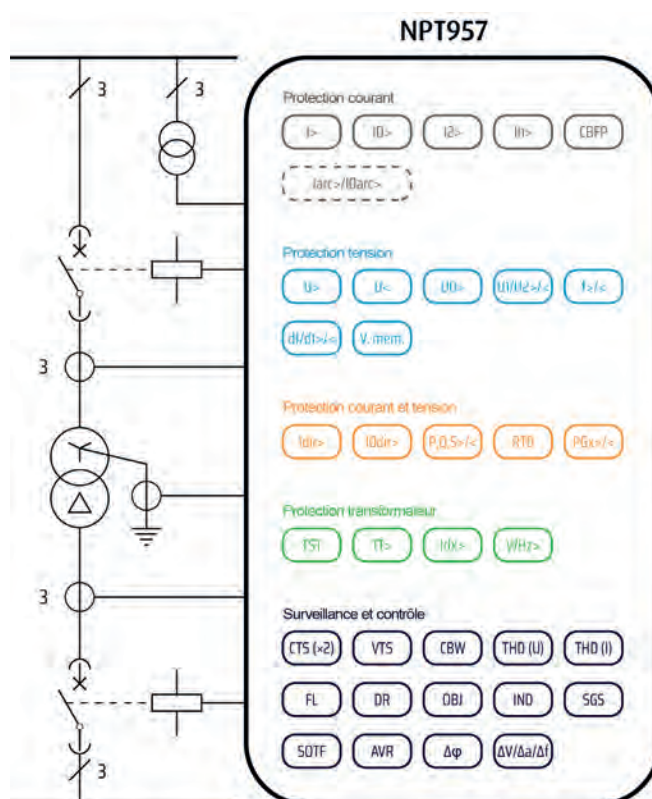 NPT957
3 3
Protection courant
I> I0> I2> Ih> CBFP
Iarc>/I0arc>
Protection tension
U> U< U0> U1/U2>/< f>/<
df/dt>/< V. mem.
3
Protection courant et tension
Idir> I0dir> P,Q,S>/< RTD PGx>/<
Protection transformateur
TST TT> Idx> V/Hz>
3
Surveillance et contrôle
CTS (×2) VTS CBW THD (U) THD (I)
FL DR OBJ IND SGS
SOTF AVR Δφ ΔV/Δa/Δf
3